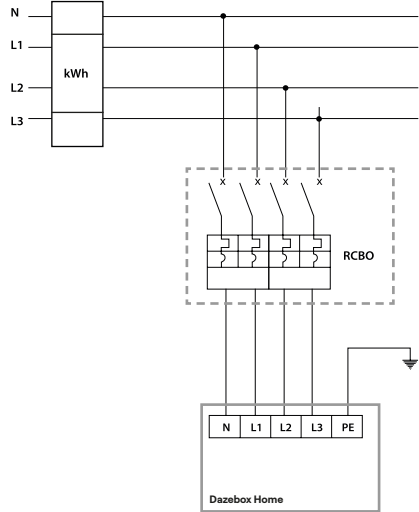 N
L1
kWh
L2
L3
x x x x
RCBO
N L1 L2 L3 PE
Dazebox Home